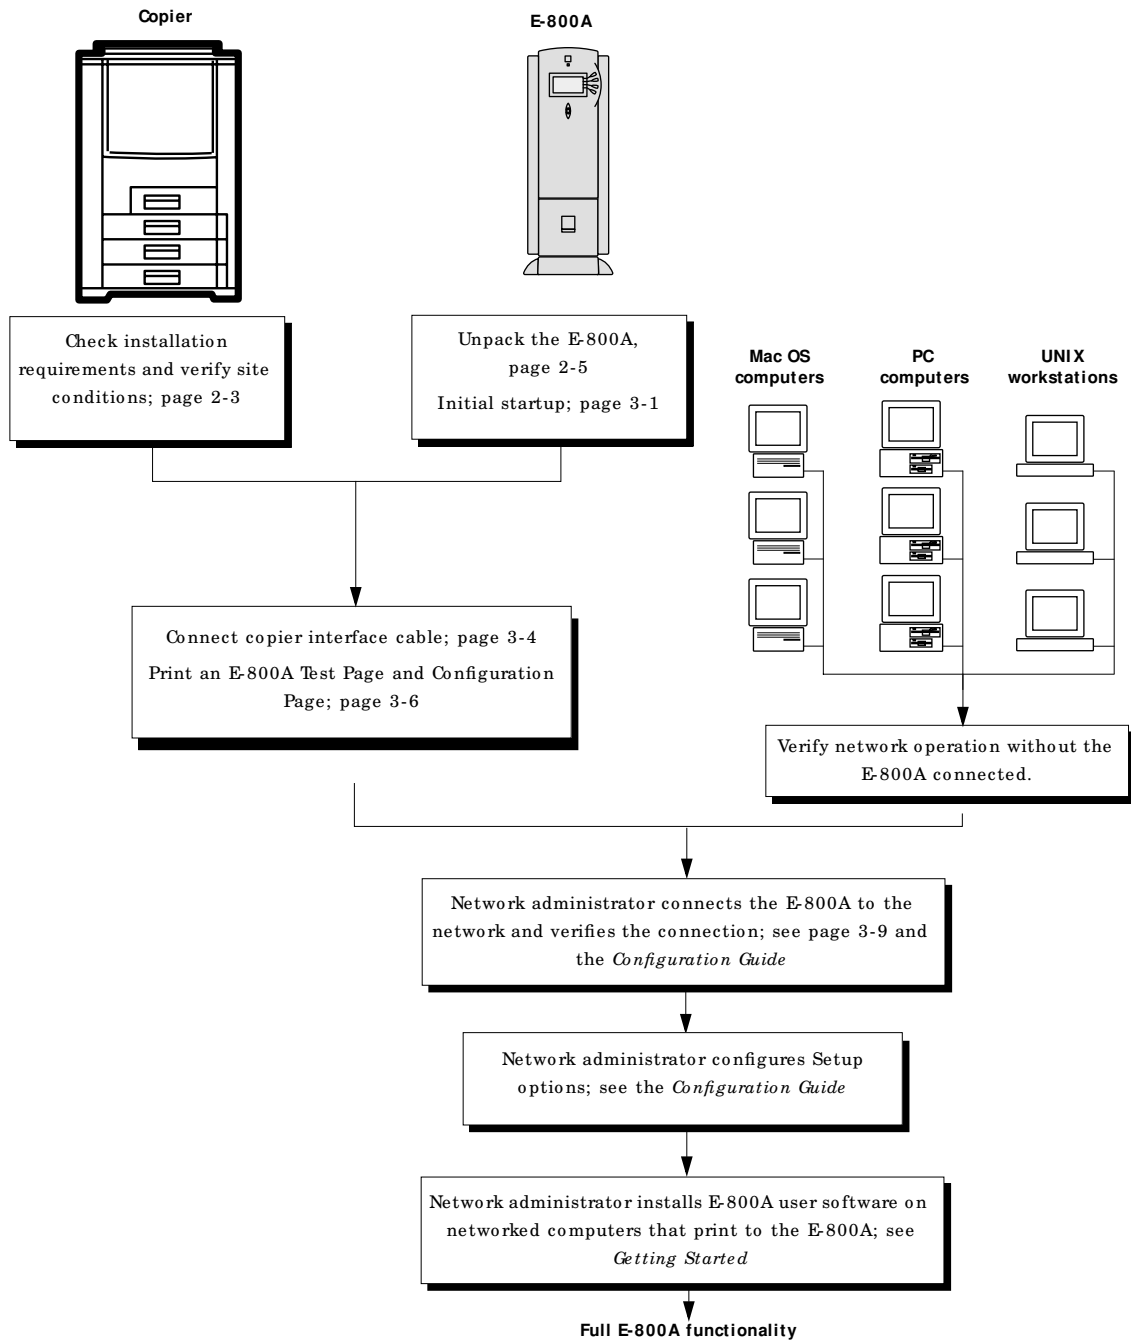 Copier
E-800A
Check installation
requirements and verify site
conditions; page 2-3
Unpack the E-800A,
page 2-5
Initial startup; page 3-1
Mac OS
computers
PC
computers
UNIX
workstations
Connect copier interface cable; page 3-4
Print an E-800A Test Page and Configuration
Page; page 3-6
Verify network operation without the
E-800A connected.
Network administrator connects the E-800A to the
network and verifies the connection; see page 3-9 and
the Configuration Guide
Network administrator configures Setup
options; see the Configuration Guide
Network administrator installs E-800A user software on
networked computers that print to the E-800A; see
Getting Started
Full E-800A functionality